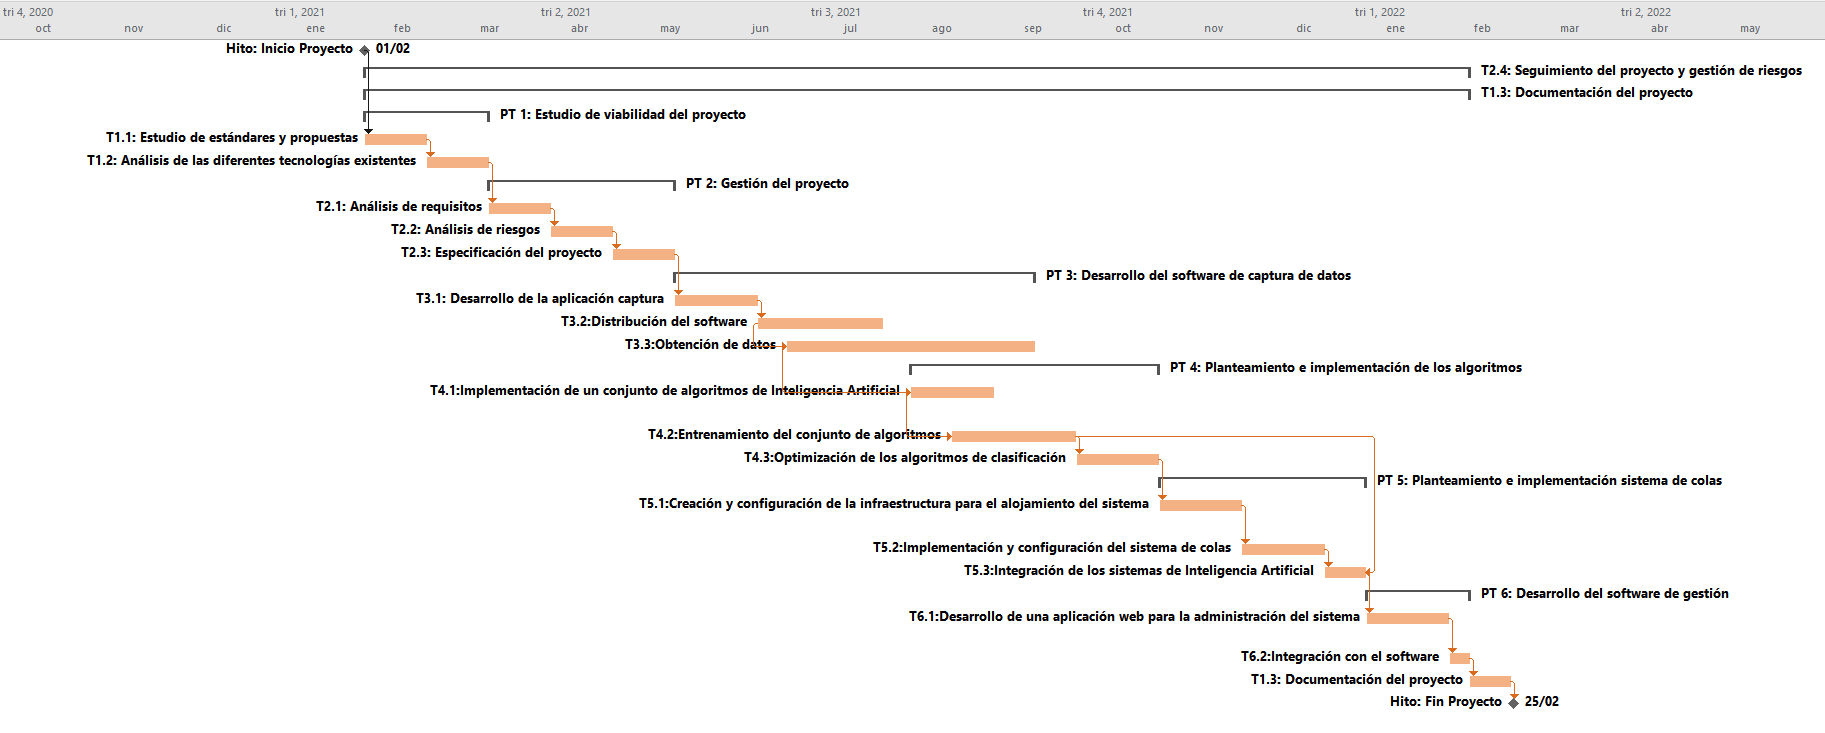 tri 4, 2020 tri 1, 2021 tri 2, 2021 tri 3, 2021 tri 4, 2021 tri 1, 2022 tri 2, 2022
oct nov dic ene feb mar abr may jun jul ago sep oct nov dic ene feb mar abr may
Hito: Inicio Proyecto 01/02
T2.4: Seguimiento del proyecto y gestión de riesgos
T1.3: Documentación del proyecto
PT 1: Estudio de viabilidad del proyecto
T1.1: Estudio de estándares y propuestas
T1.2: Análisis de las diferentes tecnologías existentes
PT 2: Gestión del proyecto
T2.1: Análisis de requisitos
T2.2: Análisis de riesgos
T2.3: Especificación del proyecto
PT 3: Desarrollo del software de captura de datos
T3.1: Desarrollo de la aplicación captura
T3.2:Distribución del software
T3.3:Obtención de datos
PT 4: Planteamiento e implementación de los algoritmos
T4.1:Implementación de un conjunto de algoritmos de Inteligencia Artificial
T4.2:Entrenamiento del conjunto de algoritmos
T4.3:Optimización de los algoritmos de clasificación
PT 5: Planteamiento e implementación sistema de colas
T5.1:Creación y configuración de la infraestructura para el alojamiento del sistema
T5.2:Implementación y configuración del sistema de colas
T5.3:Integración de los sistemas de Inteligencia Artificial
PT 6: Desarrollo del software de gestión
T6.1:Desarrollo de una aplicación web para la administración del sistema
T6.2:Integración con el software
T1.3: Documentación del proyecto
Hito: Fin Proyecto 25/02